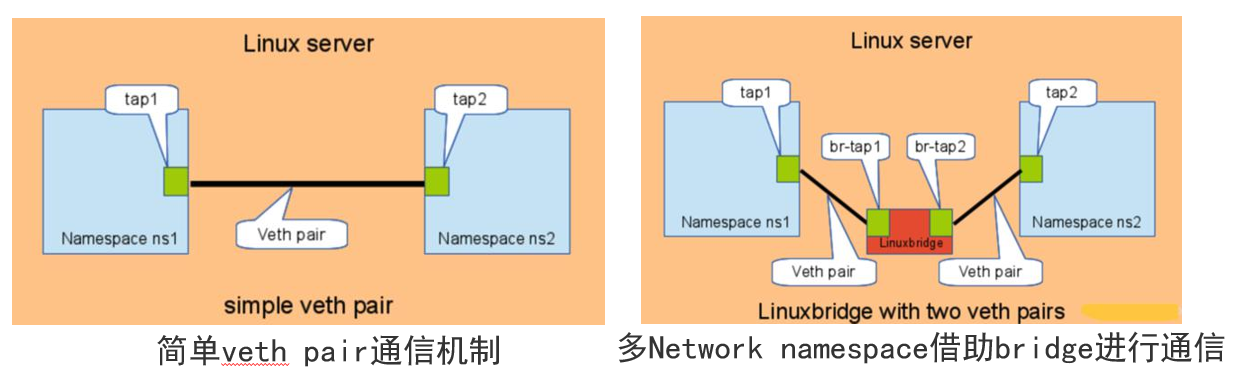 Linux server
tap1
tap2
Veth pair
Namespace ns1
Namespace ns2
simple veth pair
简单veth pair通信机制
Linux server
tap1
tap2
br-tap1
br-tap2
Namespace ns1
Namespace ns2
Linuxbridge
Veth pair
Veth pair
Linuxbridge with two veth pairs
多Network namespace借助bridge进行通信